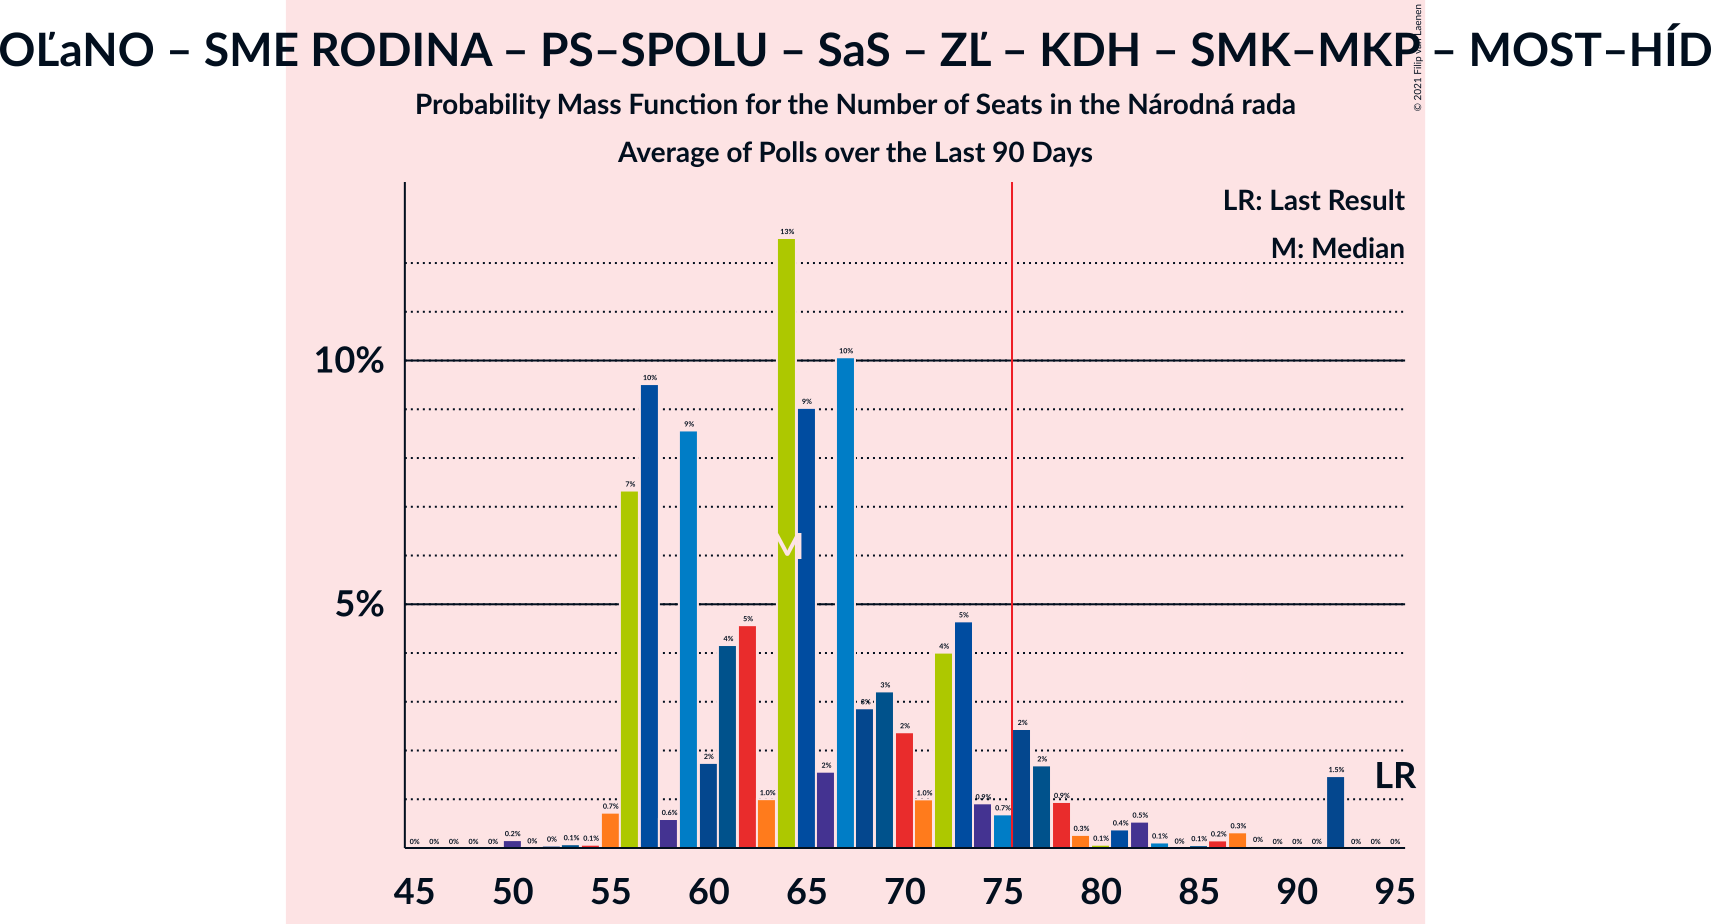 OĽaNO – SME RODINA – PS–SPOLU – SaS – ZĽ – KDH – SMK–MKP – MOST–HÍD
© 2021 Filip van Laenen
Probability Mass Function for the Number of Seats in the Národná rada
Average of Polls over the Last 90 Days
LR: Last Result
M: Median
10%
5%
0% 0% 0% 0% 0% 0.2% 0% 0% 0.1% 0.1% 0.7% 7% 10% 0.6% 9% 2% 4% 5% 1.0% 13% 9% 2% 10% 3% 3% 2% 1.0% 4% 5% 0.9% 0.7% 2% 2% 0.9% 0.3% 0.1% 0.4% 0.5% 0.1% 0% 0.1% 0.2% 0.3% 0% 0% 0% 0% 1.5% 0% 0% 0%
M
LR
45 50 55 60 65 70 75 80 85 90 95